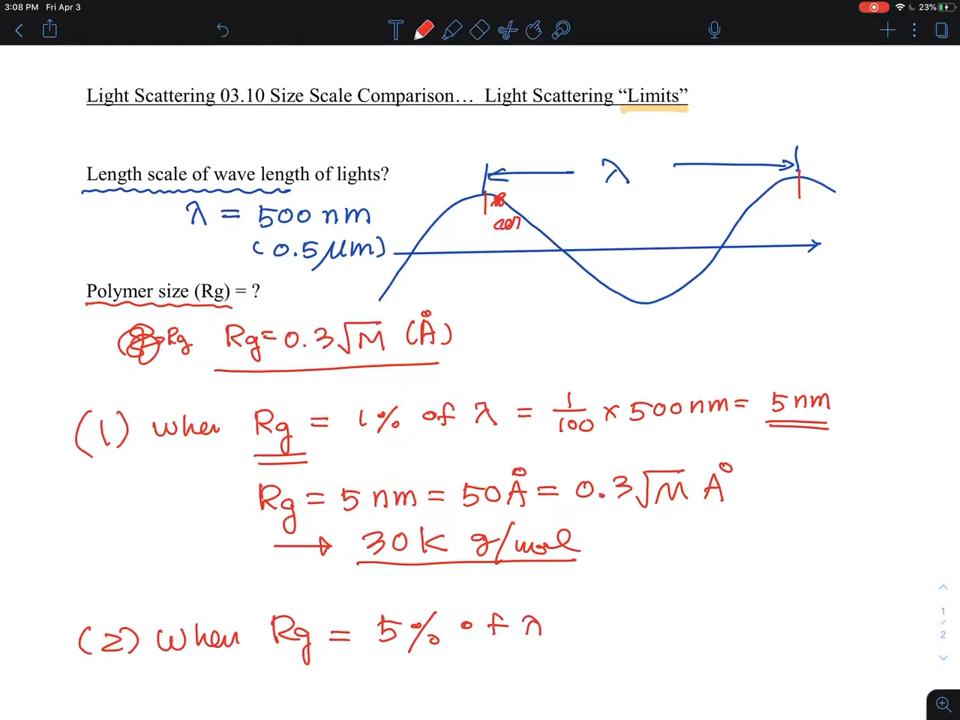 3:08 PM Fri Apr 3
23%
Light Scattering 03.10 Size Scale Comparison… Light Scattering “Limits”
Length scale of wave length of lights?
λ
λ = 500 nm
(0.5 μm)
Polymer size (Rg) = ?
Rg Rg = 0.3√M (Å)
(1) when Rg = 1% of λ = 1/100 × 500 nm = 5 nm
Rg = 5 nm = 50 Å = 0.3√M Å
→ 30K g/mol
(2) when Rg = 5% of λ
1
/
2